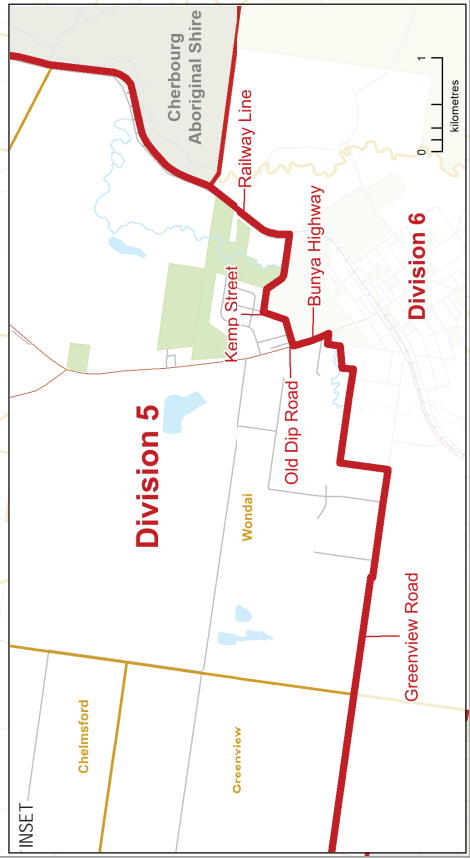 INSET
Chelmsford
Greenview
Division 5
Wondai
Greenview Road
Old Dip Road
Kemp Street
Bunya Highway
Railway Line
Cherbourg
Aboriginal Shire
Division 6
0 1
kilometres